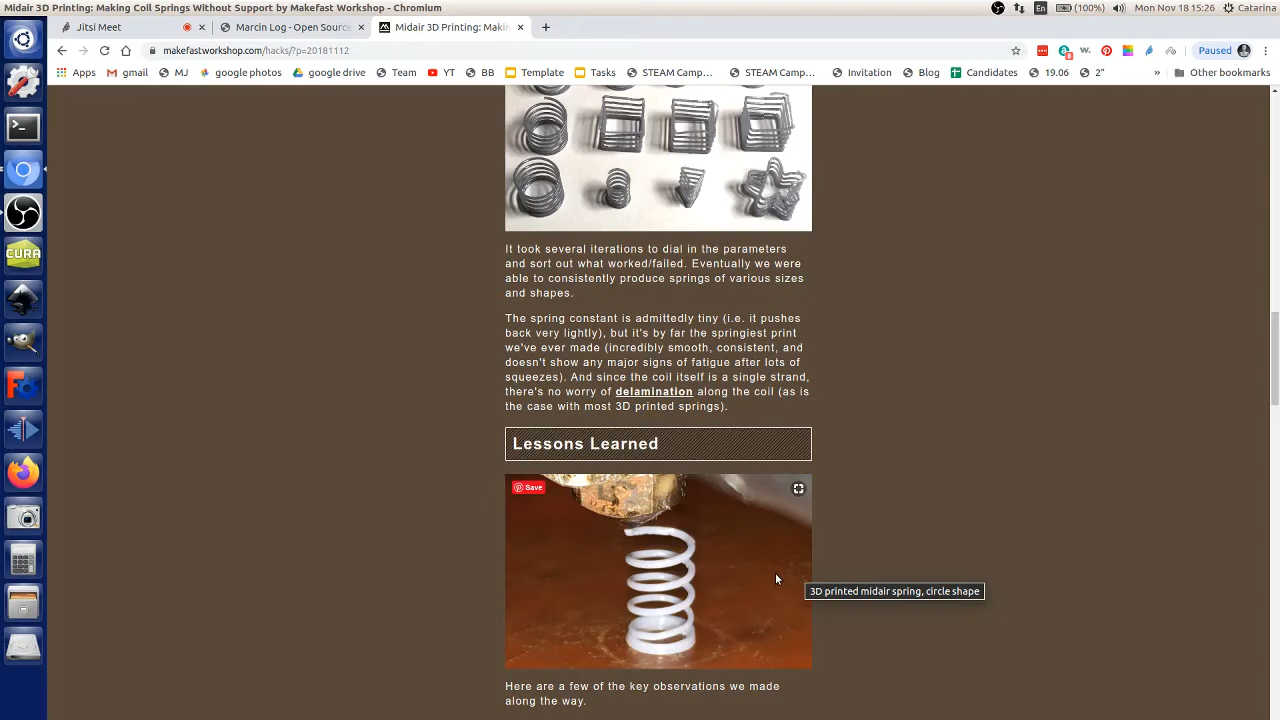 Midair 3D Printing: Making Coil Springs Without Support by Makefast Workshop - Chromium
En
(100%)
Mon Nov 18 15:26
Catarina
Jitsi Meet
Marcin Log - Open Source
Midair 3D Printing: Makin
makefastworkshop.com/hacks/?p=20181112
Paused
Apps
gmail
MJ
google photos
google drive
Team
YT
BB
Template
Tasks
STEAM Camp...
STEAM Camp...
Invitation
Blog
Candidates
19.06
2"
»
Other bookmarks
It took several iterations to dial in the parameters
and sort out what worked/failed. Eventually we were
able to consistently produce springs of various sizes
and shapes.
The spring constant is admittedly tiny (i.e. it pushes
back very lightly), but it's by far the springiest print
we've ever made (incredibly smooth, consistent, and
doesn't show any major signs of fatigue after lots of
squeezes). And since the coil itself is a single strand,
there's no worry of delamination along the coil (as is
the case with most 3D printed springs).
Lessons Learned
Save
3D printed midair spring, circle shape
Here are a few of the key observations we made
along the way.
CURA